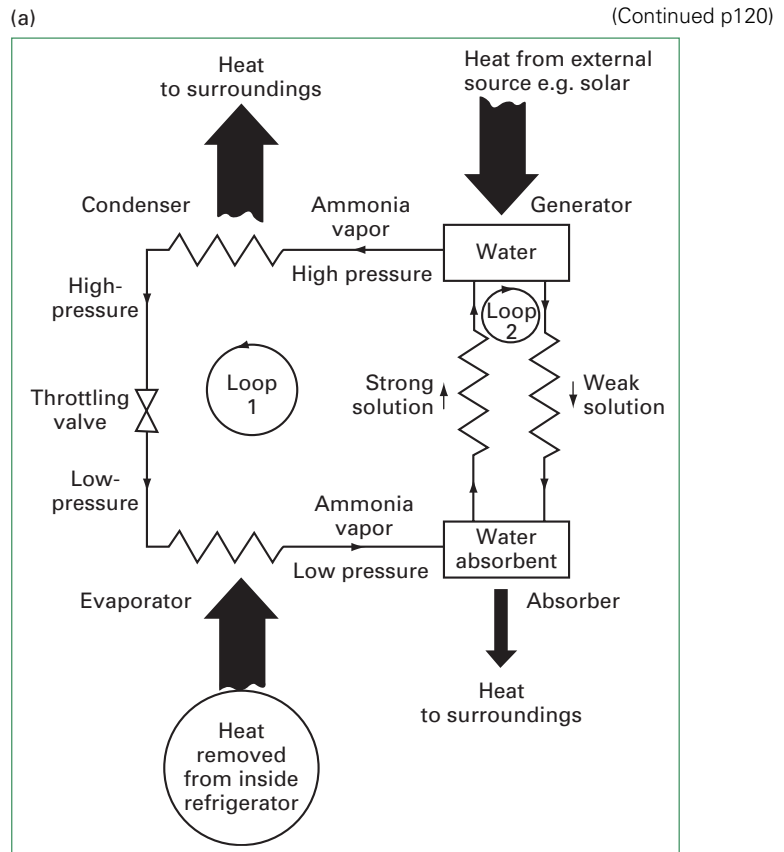 (a)
(Continued p120)
Heat
to surroundings
Heat from external
source e.g. solar
Condenser
Ammonia
vapor
Generator
High pressure
Water
High-
pressure
Loop
2
Loop
1
Throttling
valve
Strong
solution
Weak
solution
Low-
pressure
Ammonia
vapor
Low pressure
Water
absorbent
Evaporator
Absorber
Heat
to surroundings
Heat
removed
from inside
refrigerator